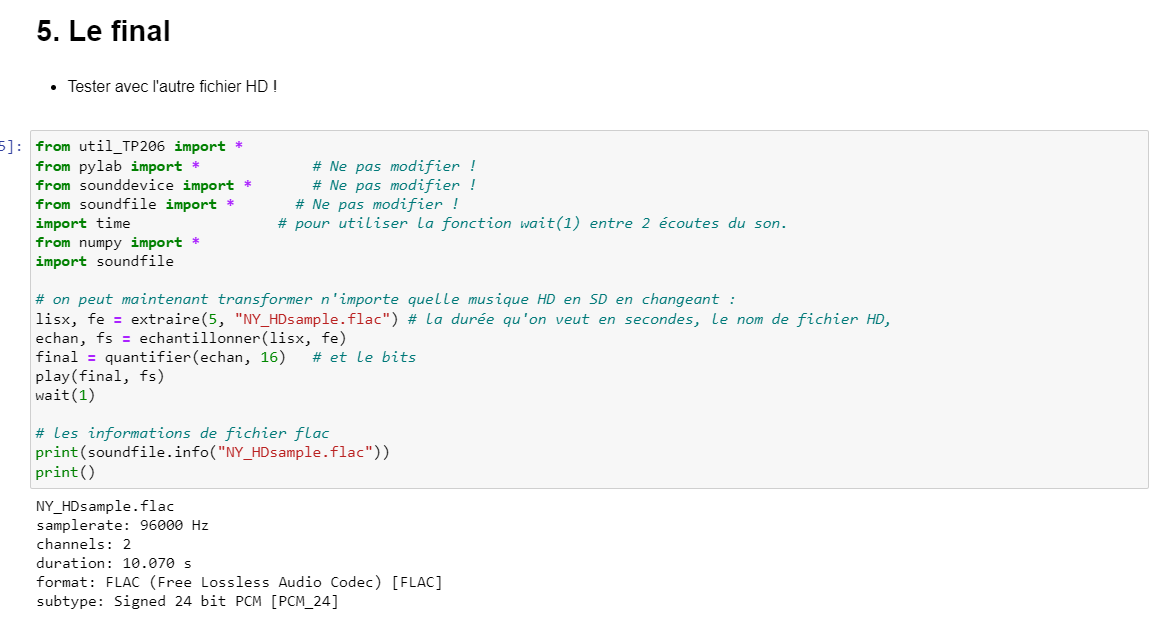 5. Le final
• Tester avec l'autre fichier HD !
5]:
from util_TP206 import *
from pylab import *             # Ne pas modifier !
from sounddevice import *       # Ne pas modifier !
from soundfile import *       # Ne pas modifier !
import time                 # pour utiliser la fonction wait(1) entre 2 écoutes du son.
from numpy import *
import soundfile
# on peut maintenant transformer n'importe quelle musique HD en SD en changeant :
lisx, fe = extraire(5, "NY_HDsample.flac") # la durée qu'on veut en secondes, le nom de fichier HD,
echan, fs = echantillonner(lisx, fe)
final = quantifier(echan, 16)   # et le bits
play(final, fs)
wait(1)
# les informations de fichier flac
print(soundfile.info("NY_HDsample.flac"))
print()
NY_HDsample.flac
samplerate: 96000 Hz
channels: 2
duration: 10.070 s
format: FLAC (Free Lossless Audio Codec) [FLAC]
subtype: Signed 24 bit PCM [PCM_24]